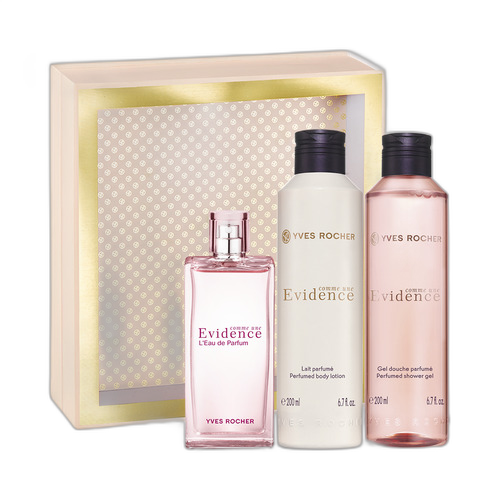 comme une
Evidence
L'Eau de Parfum
YVES ROCHER
YVES ROCHER
comme une
Evidence
Lait parfumé
Perfumed body lotion
e 200 ml 6.7 fl. oz.
YVES ROCHER
comme une
Evidence
Gel douche parfumé
Perfumed shower gel
e 200 ml 6.7 fl. oz.